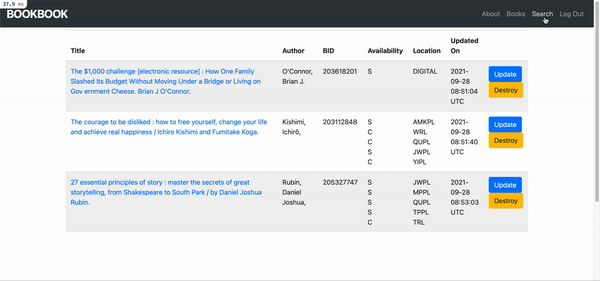 37.9 ms
BOOKBOOK
About Books Search Log Out
Title Author BID Availability Location Updated On
The $1,000 challenge [electronic resource] : How One Family
Slashed Its Budget Without Moving Under a Bridge or Living on
Gov ernment Cheese. Brian J O'Connor.
O'Connor,
Brian J.
203618201
S
DIGITAL
2021-
09-28
08:51:04
UTC
Update
Destroy
The courage to be disliked : how to free yourself, change your life
and achieve real happiness / Ichiro Kishimi and Fumitake Koga.
Kishimi,
Ichirō,
203112848
S
C
C
S
C
AMKPL
WRL
QUPL
JWPL
YIPL
2021-
09-28
08:51:40
UTC
Update
Destroy
27 essential principles of story : master the secrets of great
storytelling, from Shakespeare to South Park / by Daniel Joshua
Rubin.
Rubin,
Daniel
Joshua,
205327747
S
S
S
S
C
JWPL
MPPL
QUPL
TPPL
TRL
2021-
09-28
08:53:03
UTC
Update
Destroy